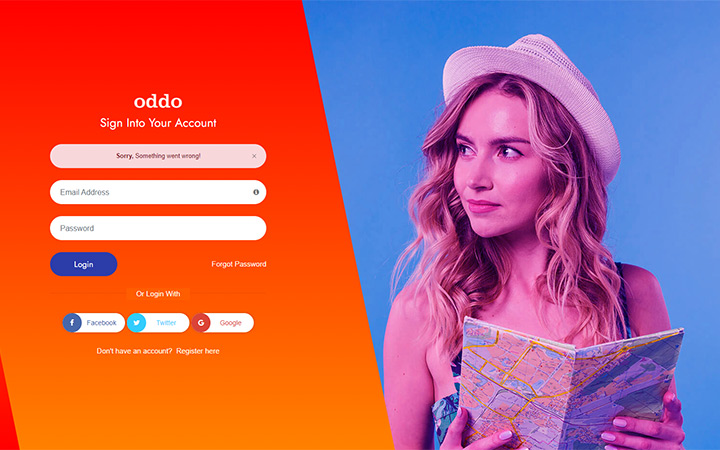 oddo
Sign Into Your Account
Sorry, Something went wrong! ×
Email Address
Password
Login Forgot Password
Or Login With
Facebook Twitter Google
Don't have an account? Register here